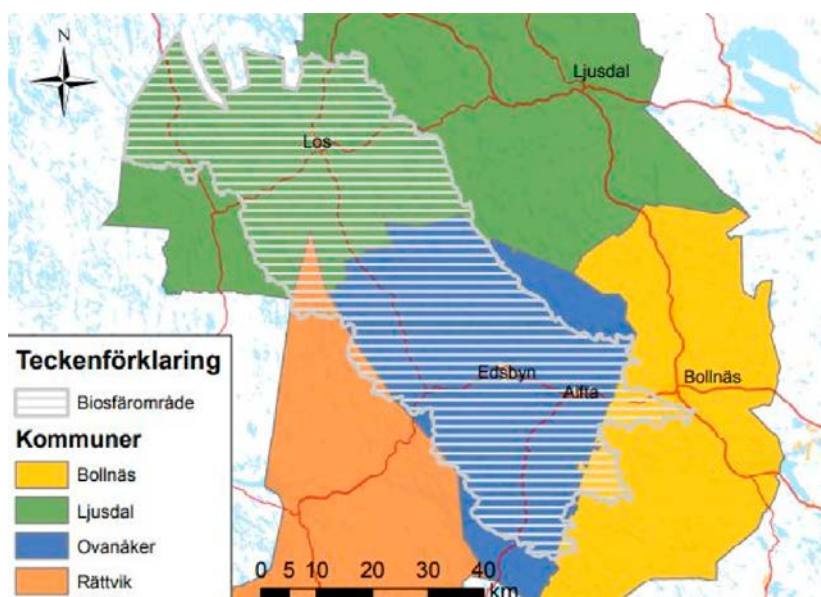 N
Ljusdal
Los
Edsbyn
Alfta
Bollnäs
Teckenförklaring
Biosfärområde
Kommuner
Bollnäs
Ljusdal
Ovanåker
Rättvik
0 5 10 20 30 40
km